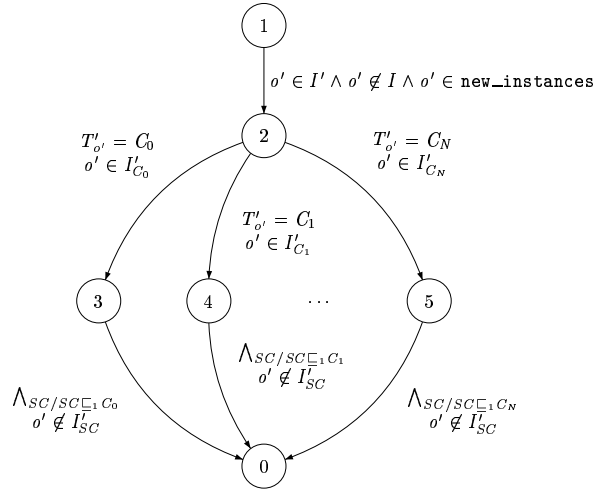 1
o′ ∈ I′ ∧ o′ ∉ I ∧ o′ ∈ new_instances
2
T′_{o′} = C_0
o′ ∈ I′_{C_0}
T′_{o′} = C_N
o′ ∈ I′_{C_N}
T′_{o′} = C_1
o′ ∈ I′_{C_1}
3
4
...
5
⋀_{SC/SC⊑_1 C_0}
o′ ∉ I′_{SC}
⋀_{SC/SC⊑_1 C_1}
o′ ∉ I′_{SC}
⋀_{SC/SC⊑_1 C_N}
o′ ∉ I′_{SC}
0